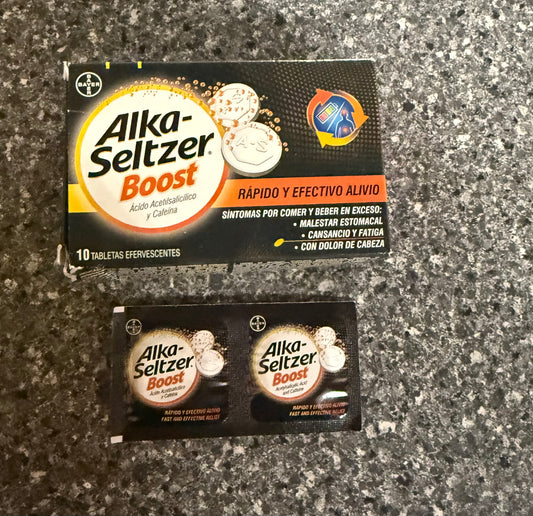 BAYER
Alka-
Seltzer®
Boost
Ácido Acetilsalicílico
y Cafeína
A-S
RÁPIDO Y EFECTIVO ALIVIO
SÍNTOMAS POR COMER Y BEBER EN EXCESO:
• MALESTAR ESTOMACAL
• CANSANCIO Y FATIGA
• CON DOLOR DE CABEZA
10 TABLETAS EFERVESCENTES
BAYER
Alka-
Seltzer®
Boost
Ácido Acetilsalicílico
y Cafeína
RÁPIDO Y EFECTIVO ALIVIO
FAST AND EFFECTIVE RELIEF
BAYER
Alka-
Seltzer®
Boost
Acetylsalicylic Acid
and Caffeine
RÁPIDO Y EFECTIVO ALIVIO
FAST AND EFFECTIVE RELIEF